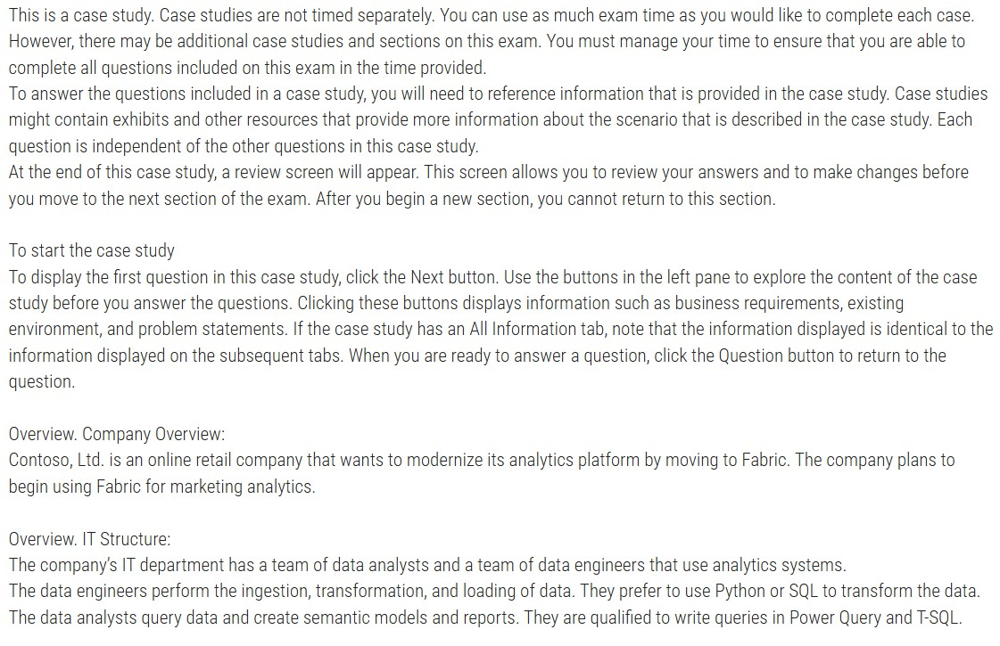 This is a case study. Case studies are not timed separately. You can use as much exam time as you would like to complete each case.
However, there may be additional case studies and sections on this exam. You must manage your time to ensure that you are able to
complete all questions included on this exam in the time provided.
To answer the questions included in a case study, you will need to reference information that is provided in the case study. Case studies
might contain exhibits and other resources that provide more information about the scenario that is described in the case study. Each
question is independent of the other questions in this case study.
At the end of this case study, a review screen will appear. This screen allows you to review your answers and to make changes before
you move to the next section of the exam. After you begin a new section, you cannot return to this section.
To start the case study
To display the first question in this case study, click the Next button. Use the buttons in the left pane to explore the content of the case
study before you answer the questions. Clicking these buttons displays information such as business requirements, existing
environment, and problem statements. If the case study has an All Information tab, note that the information displayed is identical to the
information displayed on the subsequent tabs. When you are ready to answer a question, click the Question button to return to the
question.
Overview. Company Overview:
Contoso, Ltd. is an online retail company that wants to modernize its analytics platform by moving to Fabric. The company plans to
begin using Fabric for marketing analytics.
Overview. IT Structure:
The company's IT department has a team of data analysts and a team of data engineers that use analytics systems.
The data engineers perform the ingestion, transformation, and loading of data. They prefer to use Python or SQL to transform the data.
The data analysts query data and create semantic models and reports. They are qualified to write queries in Power Query and T-SQL.